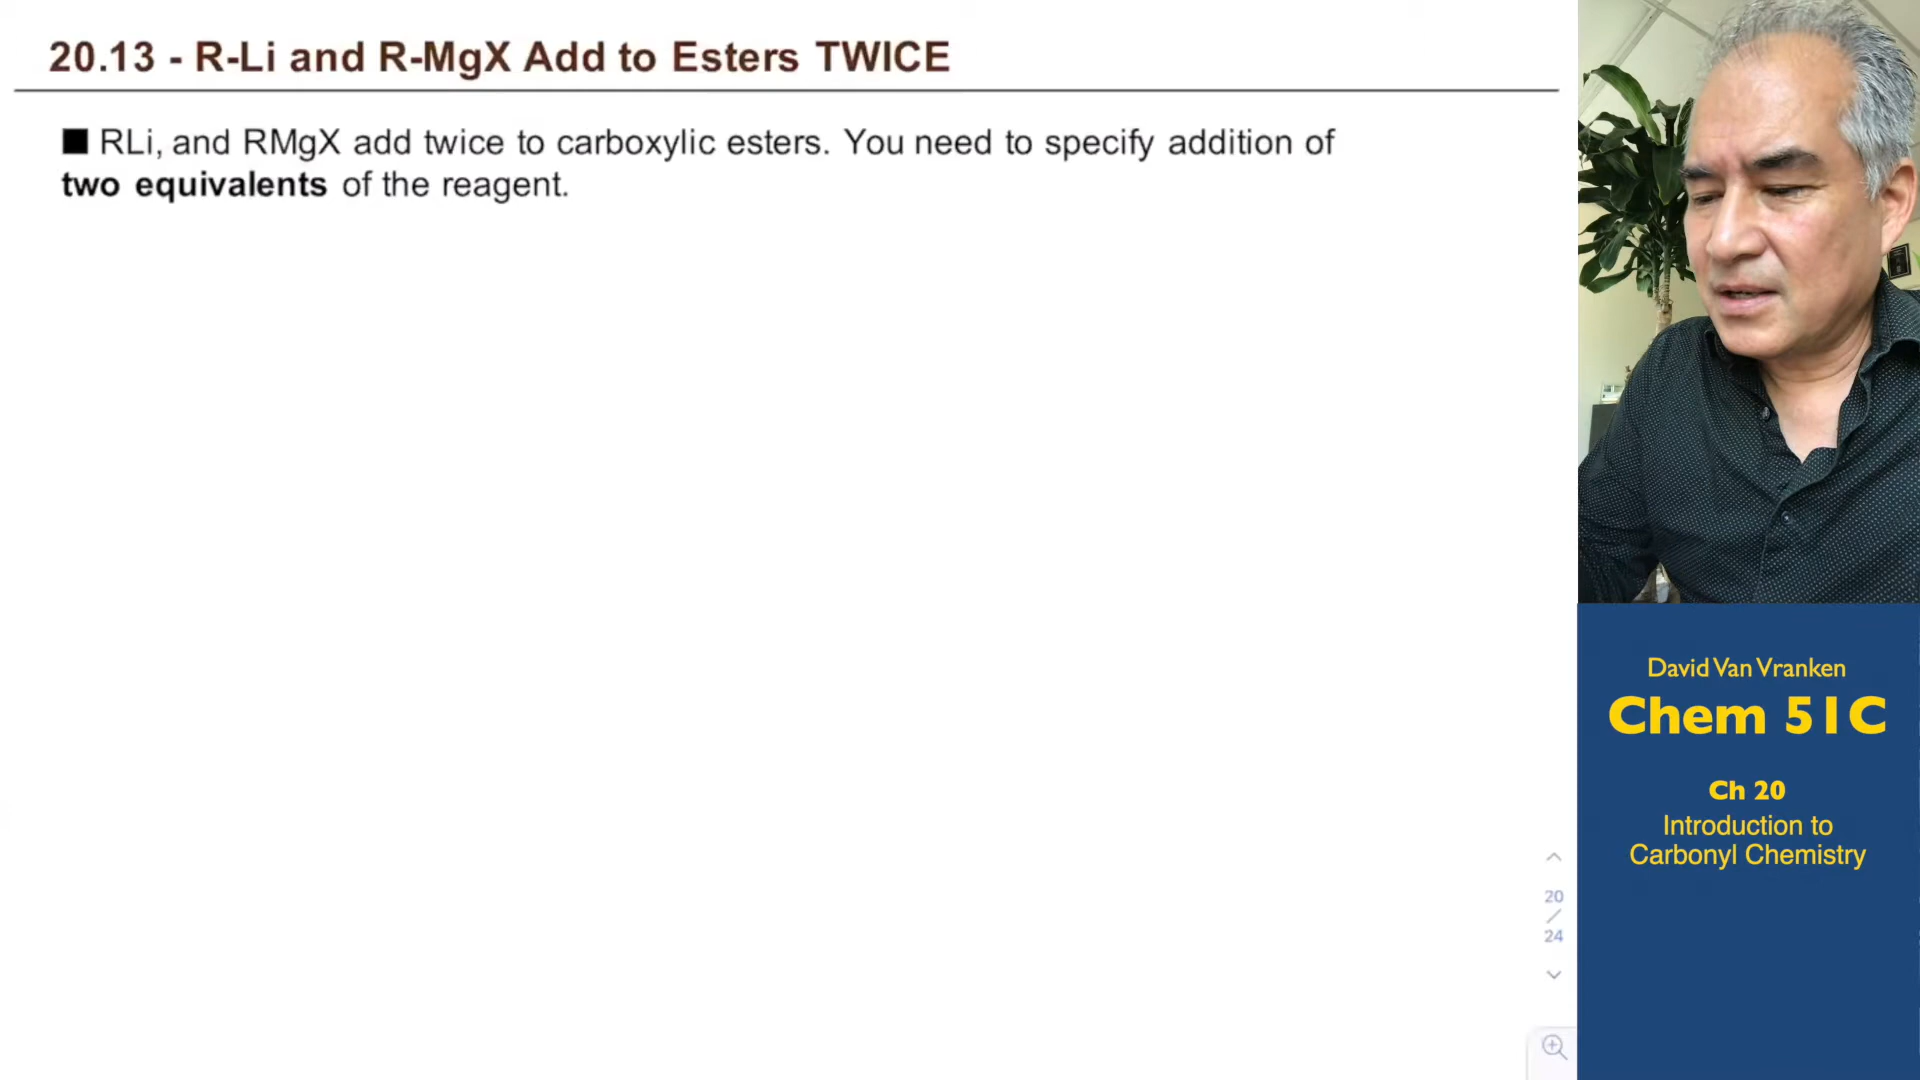 20.13 - R-Li and R-MgX Add to Esters TWICE
■ RLi, and RMgX add twice to carboxylic esters. You need to specify addition of
two equivalents of the reagent.
David Van Vranken
Chem 51C
Ch 20
Introduction to
Carbonyl Chemistry
20
/
24